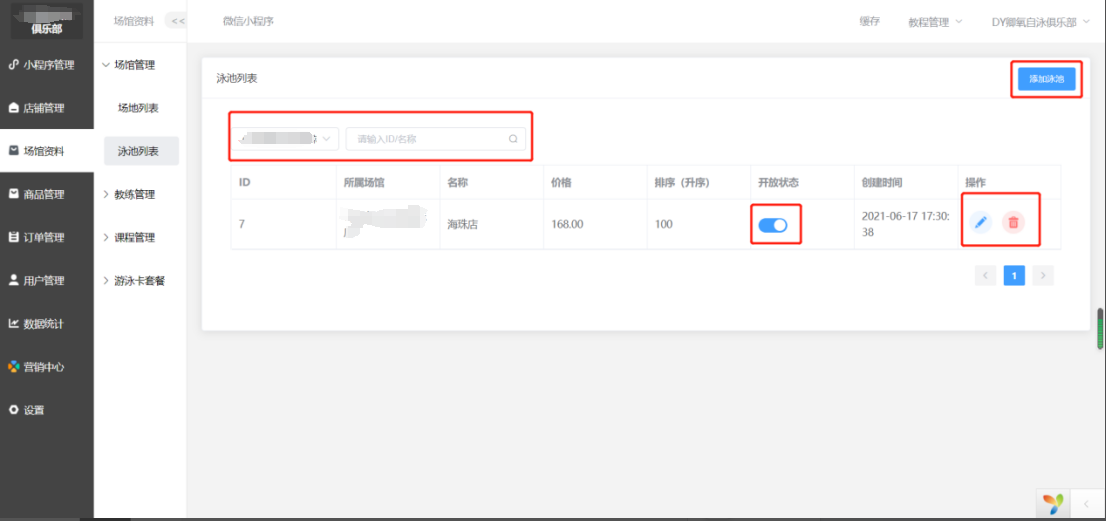 俱乐部
场馆资料
<<
微信小程序
缓存
教程管理
DY卿氧自泳俱乐部
小程序管理
店铺管理
场馆资料
商品管理
订单管理
用户管理
数据统计
营销中心
设置
场馆管理
场地列表
泳池列表
教练管理
课程管理
游泳卡套餐
泳池列表
添加泳池
请输入ID/名称
ID 所属场馆 名称 价格 排序（升序） 开放状态 创建时间 操作
7 海珠店 168.00 100 2021-06-17 17:30:
38
< 1 >